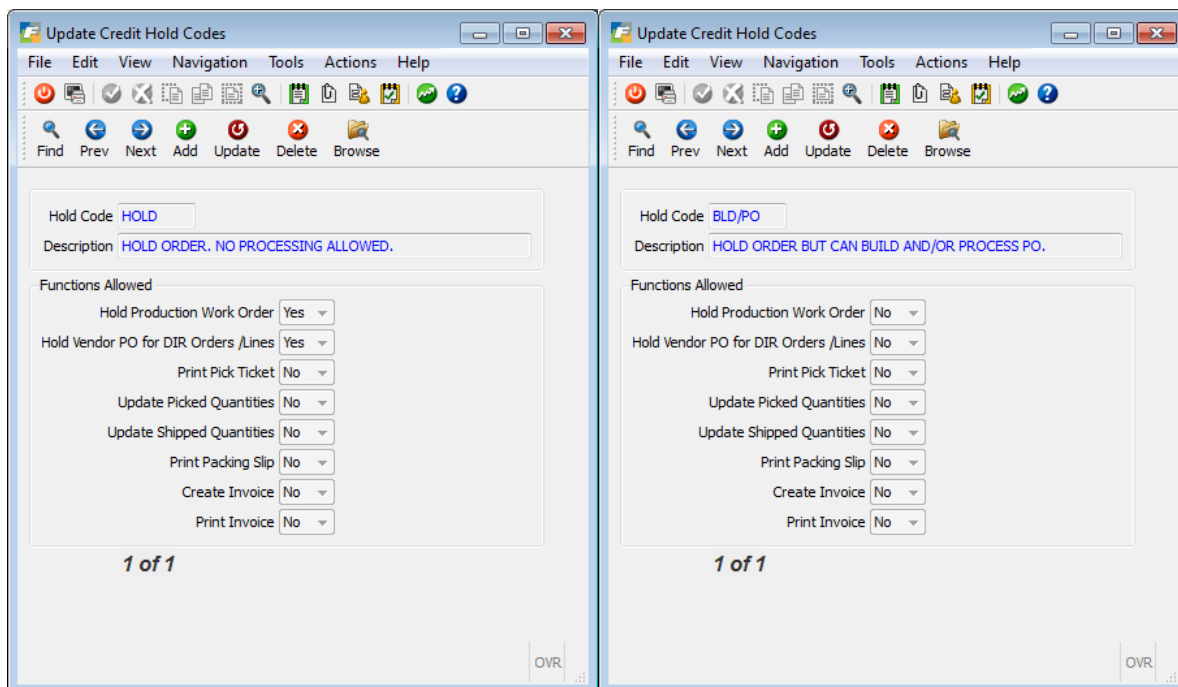 Update Credit Hold Codes
File Edit View Navigation Tools Actions Help
Find Prev Next Add Update Delete Browse
Hold Code HOLD
Description HOLD ORDER. NO PROCESSING ALLOWED.
Functions Allowed
Hold Production Work Order Yes
Hold Vendor PO for DIR Orders /Lines Yes
Print Pick Ticket No
Update Picked Quantities No
Update Shipped Quantities No
Print Packing Slip No
Create Invoice No
Print Invoice No
1 of 1
OVR
Update Credit Hold Codes
File Edit View Navigation Tools Actions Help
Find Prev Next Add Update Delete Browse
Hold Code BLD/PO
Description HOLD ORDER BUT CAN BUILD AND/OR PROCESS PO.
Functions Allowed
Hold Production Work Order No
Hold Vendor PO for DIR Orders /Lines No
Print Pick Ticket No
Update Picked Quantities No
Update Shipped Quantities No
Print Packing Slip No
Create Invoice No
Print Invoice No
1 of 1
OVR